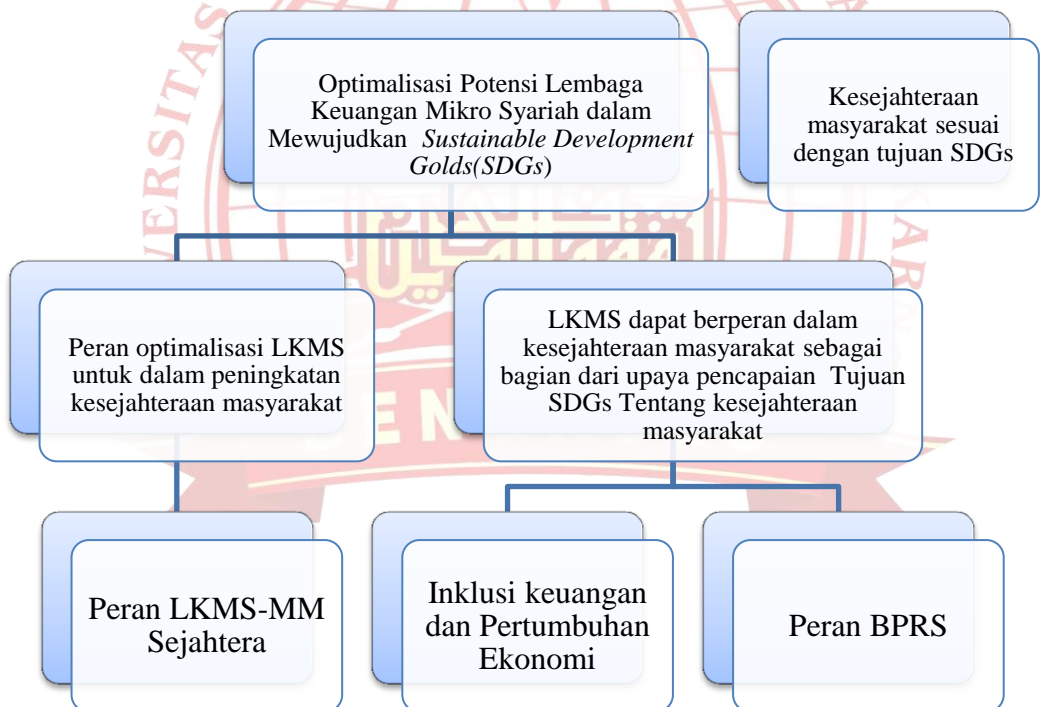 Optimalisasi Potensi Lembaga
Keuangan Mikro Syariah dalam
Mewujudkan Sustainable Development
Golds(SDGs)
Kesejahteraan
masyarakat sesuai
dengan tujuan SDGs
Peran optimalisasi LKMS
untuk dalam peningkatan
kesejahteraan masyarakat
LKMS dapat berperan dalam
kesejahteraan masyarakat sebagai
bagian dari upaya pencapaian Tujuan
SDGs Tentang kesejahteraan
masyarakat
Peran LKMS-MM
Sejahtera
Inklusi keuangan
dan Pertumbuhan
Ekonomi
Peran BPRS